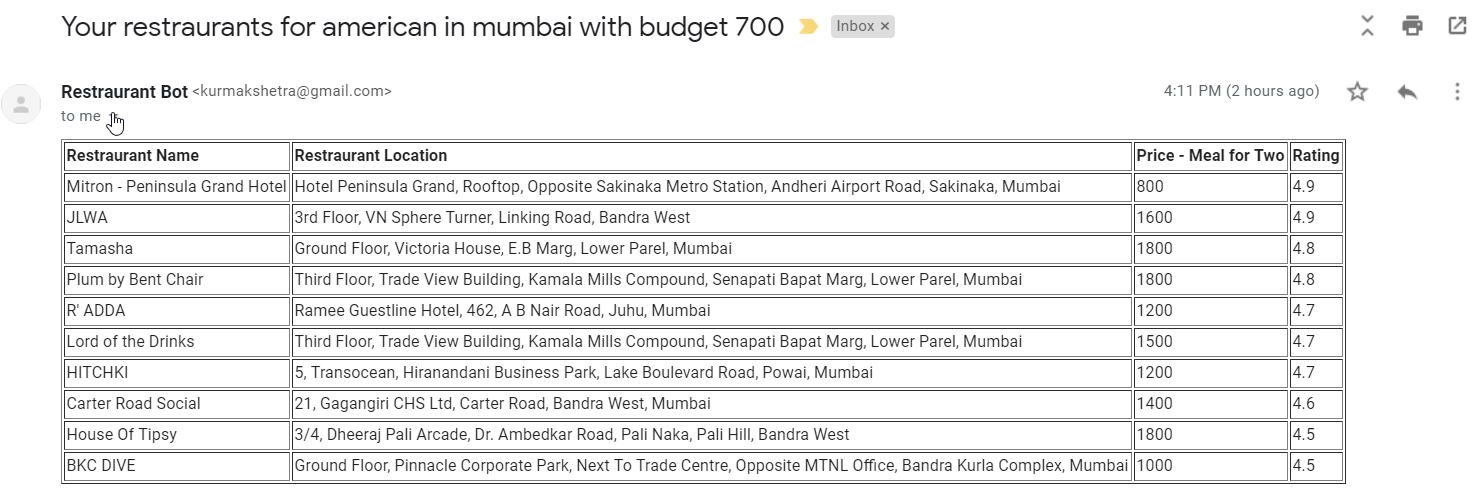 Your restraurants for american in mumbai with budget 700 Inbox ×
Restraurant Bot <kurmakshetra@gmail.com> 4:11 PM (2 hours ago)
to me
Restraurant Name Restraurant Location Price - Meal for Two Rating
Mitron - Peninsula Grand Hotel Hotel Peninsula Grand, Rooftop, Opposite Sakinaka Metro Station, Andheri Airport Road, Sakinaka, Mumbai 800 4.9
JLWA 3rd Floor, VN Sphere Turner, Linking Road, Bandra West 1600 4.9
Tamasha Ground Floor, Victoria House, E.B Marg, Lower Parel, Mumbai 1800 4.8
Plum by Bent Chair Third Floor, Trade View Building, Kamala Mills Compound, Senapati Bapat Marg, Lower Parel, Mumbai 1800 4.8
R' ADDA Ramee Guestline Hotel, 462, A B Nair Road, Juhu, Mumbai 1200 4.7
Lord of the Drinks Third Floor, Trade View Building, Kamala Mills Compound, Senapati Bapat Marg, Lower Parel, Mumbai 1500 4.7
HITCHKI 5, Transocean, Hiranandani Business Park, Lake Boulevard Road, Powai, Mumbai 1200 4.7
Carter Road Social 21, Gagangiri CHS Ltd, Carter Road, Bandra West, Mumbai 1400 4.6
House Of Tipsy 3/4, Dheeraj Pali Arcade, Dr. Ambedkar Road, Pali Naka, Pali Hill, Bandra West 1800 4.5
BKC DIVE Ground Floor, Pinnacle Corporate Park, Next To Trade Centre, Opposite MTNL Office, Bandra Kurla Complex, Mumbai 1000 4.5